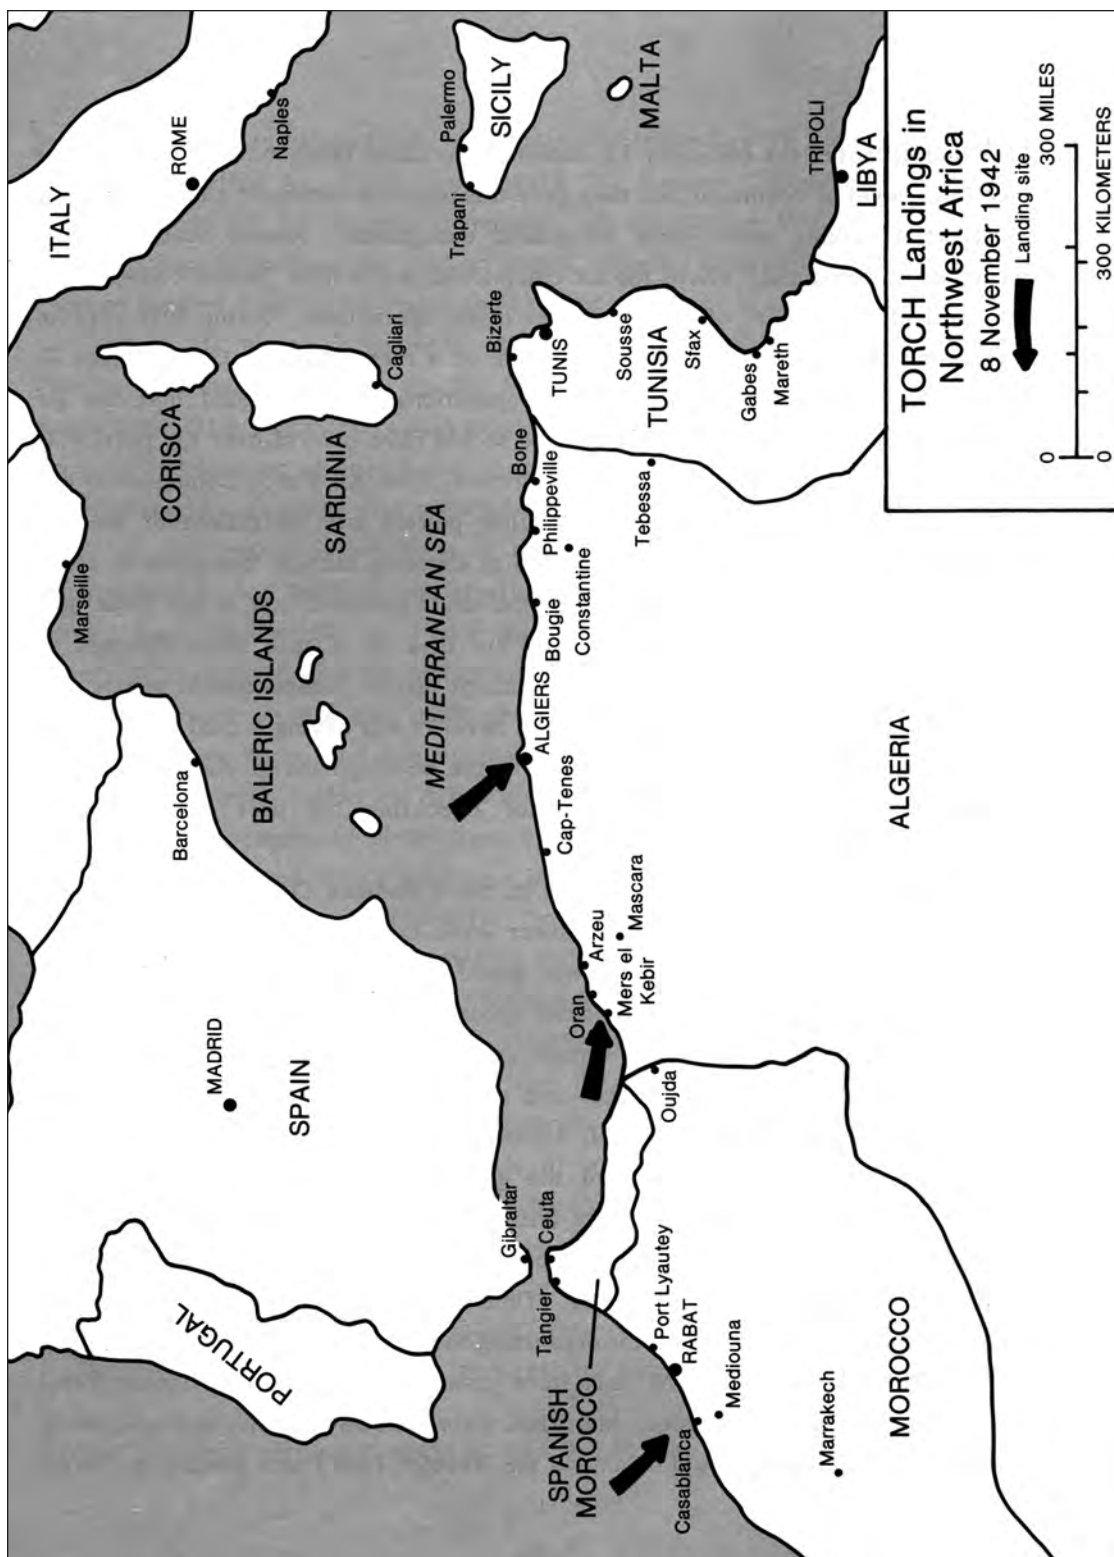 TORCH Landings in
Northwest Africa
8 November 1942
Landing site
0
300 MILES
0
300 KILOMETERS
PORTUGAL
SPAIN
MADRID
Barcelona
Marseille
ITALY
ROME
Naples
CORISCA
SARDINIA
Cagliari
BALERIC ISLANDS
MEDITERRANEAN SEA
Palermo
Trapani
SICILY
MALTA
Gibraltar
Ceuta
Tangier
SPANISH
MOROCCO
Port Lyautey
RABAT
Casablanca
Mediouna
Marrakech
MOROCCO
Oujda
Oran
Mers el
Kebir
Arzeu
Mascara
Cap-Tenes
ALGIERS
Bougie
Philippeville
Constantine
Bone
Tebessa
ALGERIA
Bizerte
TUNIS
Sousse
TUNISIA
Sfax
Gabes
Mareth
TRIPOLI
LIBYA